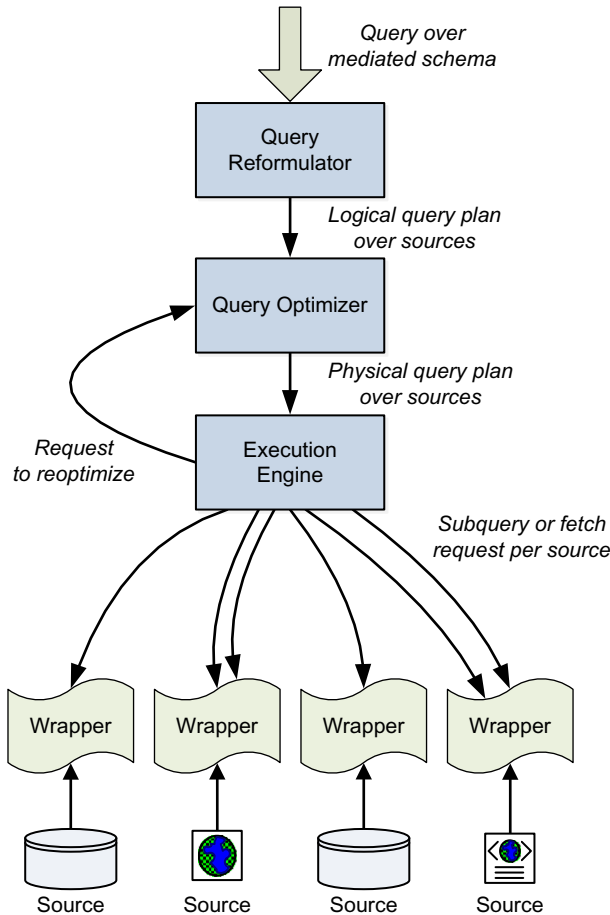 Query over
mediated schema
Query
Reformulator
Logical query plan
over sources
Query Optimizer
Physical query plan
over sources
Request
to reoptimize
Execution
Engine
Subquery or fetch
request per source
Wrapper
Wrapper
Wrapper
Wrapper
Source
Source
Source
Source